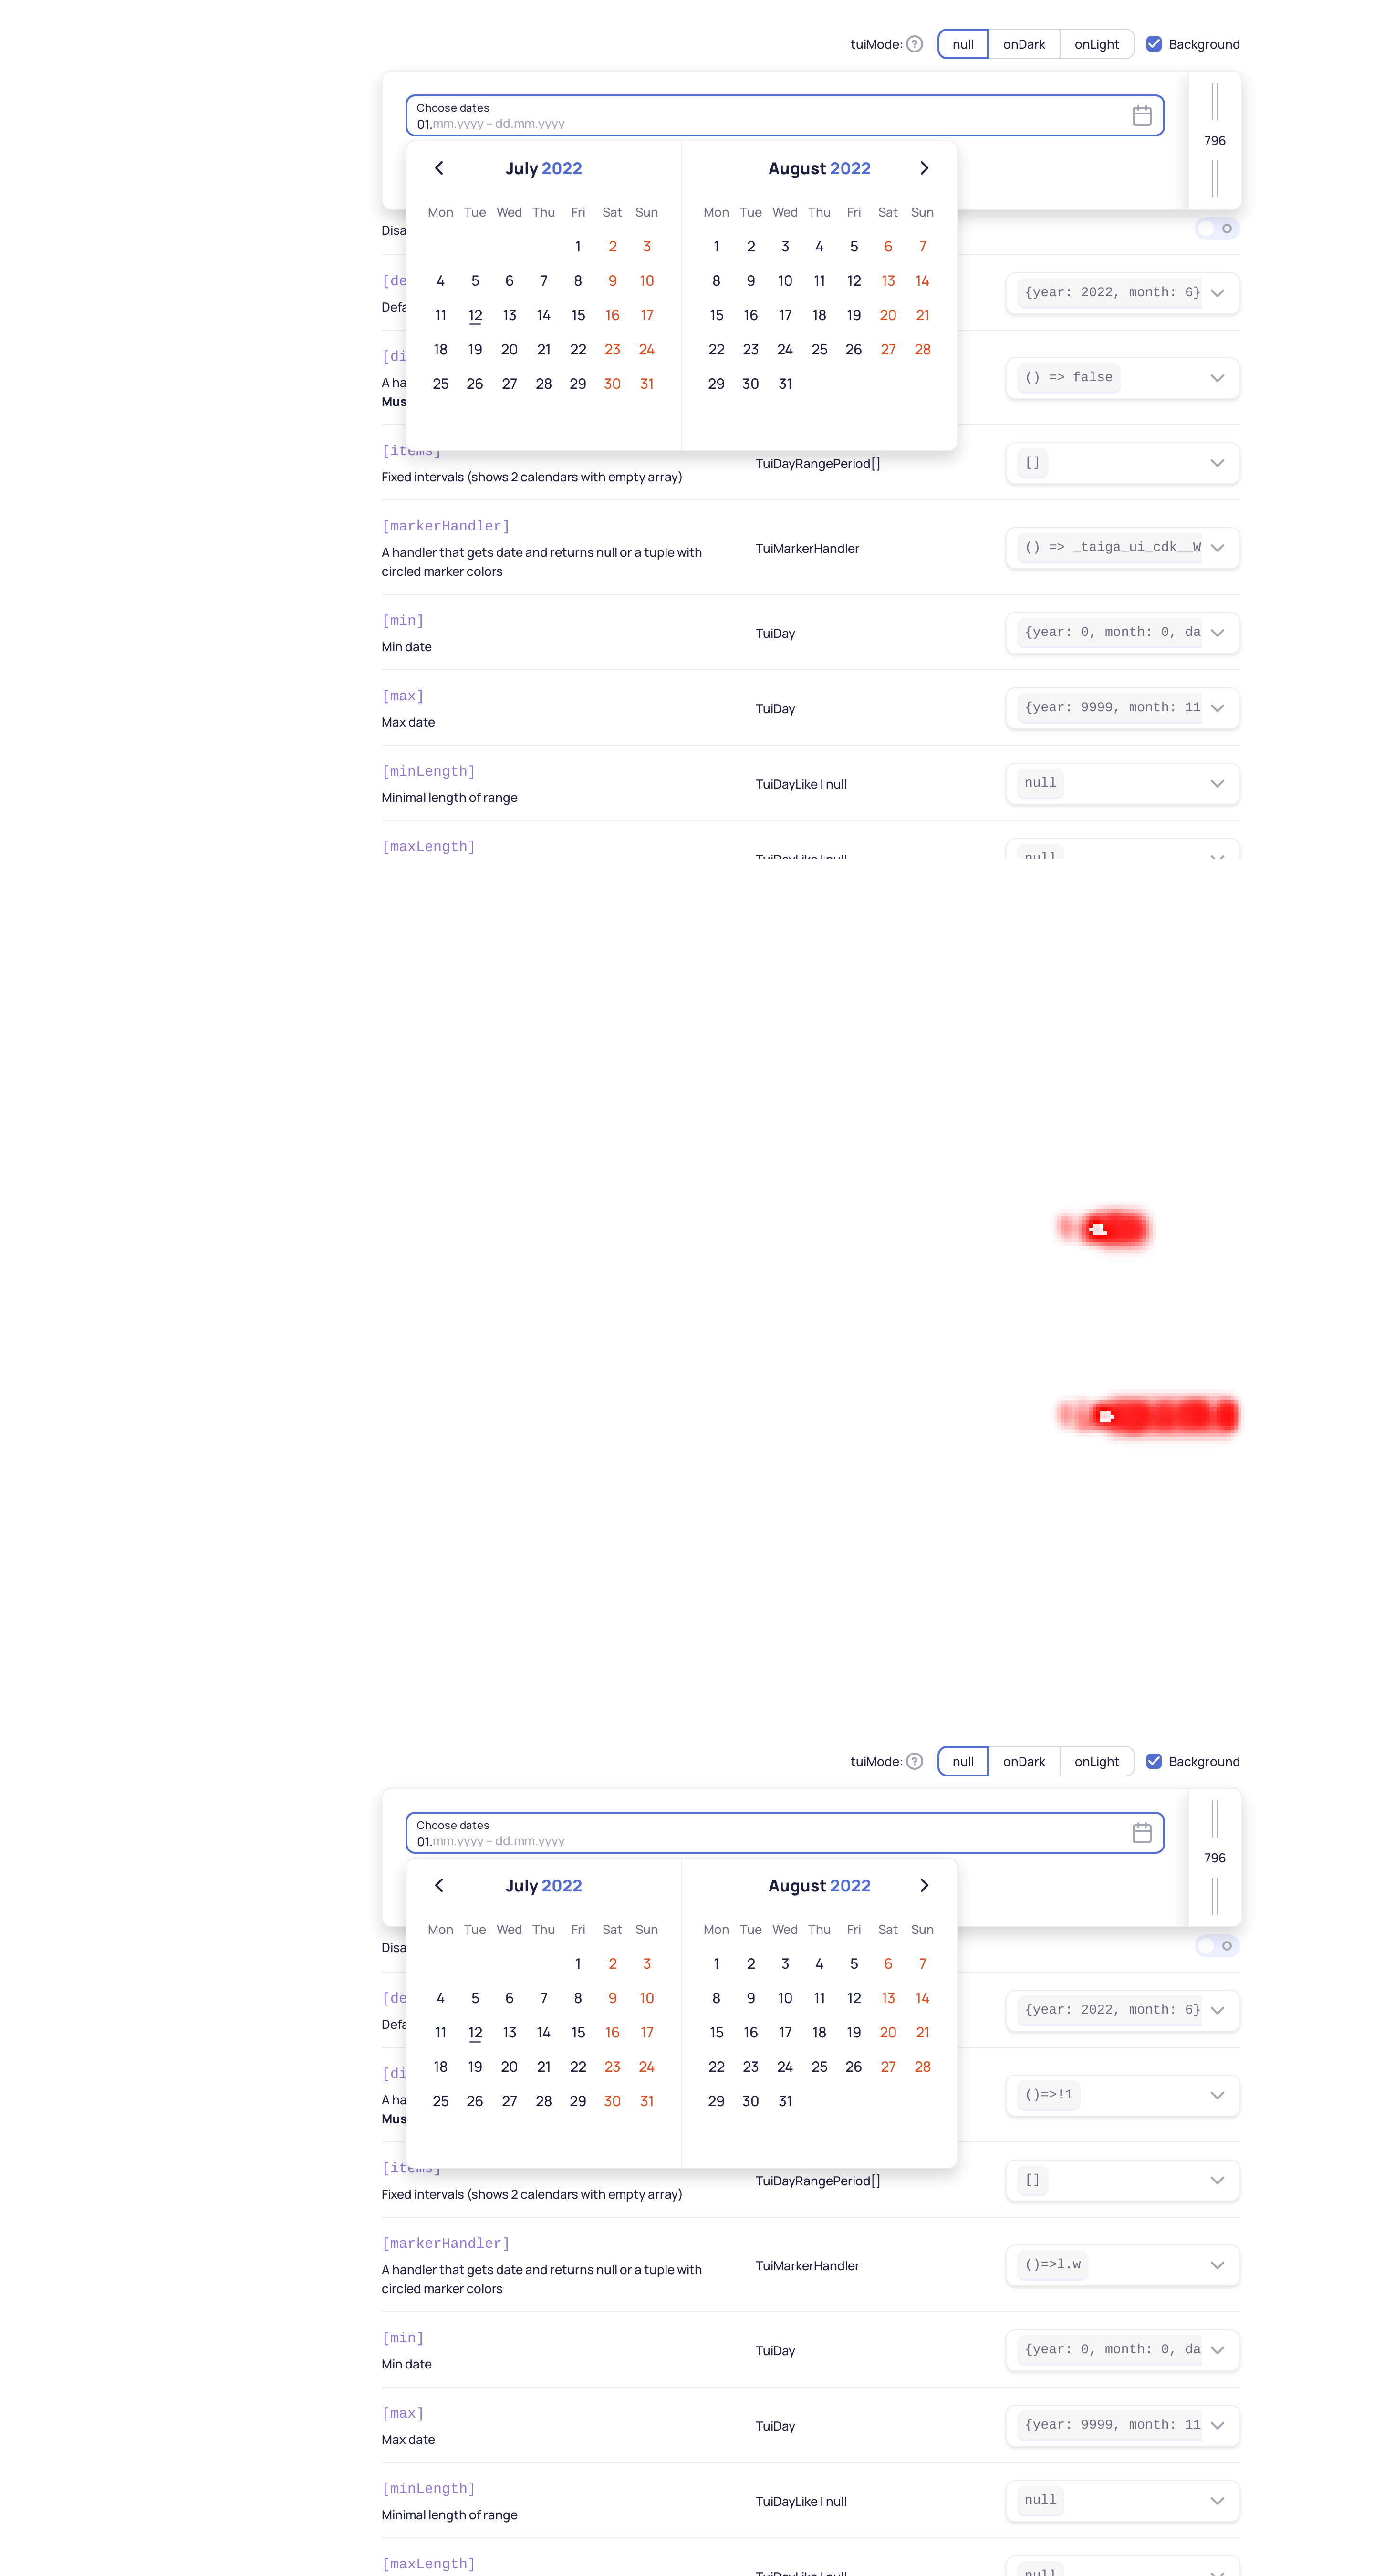 tuiMode: ? null onDark onLight Background
Choose dates
01.mm.yyyy – dd.mm.yyyy
796
July 2022 August 2022
Mon Tue Wed Thu Fri Sat Sun Mon Tue Wed Thu Fri Sat Sun
1 2 3 1 2 3 4 5 6 7
4 5 6 7 8 9 10 8 9 10 11 12 13 14
11 12 13 14 15 16 17 15 16 17 18 19 20 21
18 19 20 21 22 23 24 22 23 24 25 26 27 28
25 26 27 28 29 30 31 29 30 31
Disa
[de
Defa
{year: 2022, month: 6}
[di
A ha
Mus
() => false
[items]
Fixed intervals (shows 2 calendars with empty array)
TuiDayRangePeriod[]
[]
[markerHandler]
A handler that gets date and returns null or a tuple with
circled marker colors
TuiMarkerHandler
() => _taiga_ui_cdk__W
[min]
Min date
TuiDay
{year: 0, month: 0, da
[max]
Max date
TuiDay
{year: 9999, month: 11
[minLength]
Minimal length of range
TuiDayLike | null
null
[maxLength]
TuiDayLike | null
null
tuiMode: ? null onDark onLight Background
Choose dates
01.mm.yyyy – dd.mm.yyyy
796
July 2022 August 2022
Mon Tue Wed Thu Fri Sat Sun Mon Tue Wed Thu Fri Sat Sun
1 2 3 1 2 3 4 5 6 7
4 5 6 7 8 9 10 8 9 10 11 12 13 14
11 12 13 14 15 16 17 15 16 17 18 19 20 21
18 19 20 21 22 23 24 22 23 24 25 26 27 28
25 26 27 28 29 30 31 29 30 31
Disa
[de
Defa
{year: 2022, month: 6}
[di
A ha
Mus
()=>!1
[items]
Fixed intervals (shows 2 calendars with empty array)
TuiDayRangePeriod[]
[]
[markerHandler]
A handler that gets date and returns null or a tuple with
circled marker colors
TuiMarkerHandler
()=>l.w
[min]
Min date
TuiDay
{year: 0, month: 0, da
[max]
Max date
TuiDay
{year: 9999, month: 11
[minLength]
Minimal length of range
TuiDayLike | null
null
[maxLength]
TuiDayLike | null
null